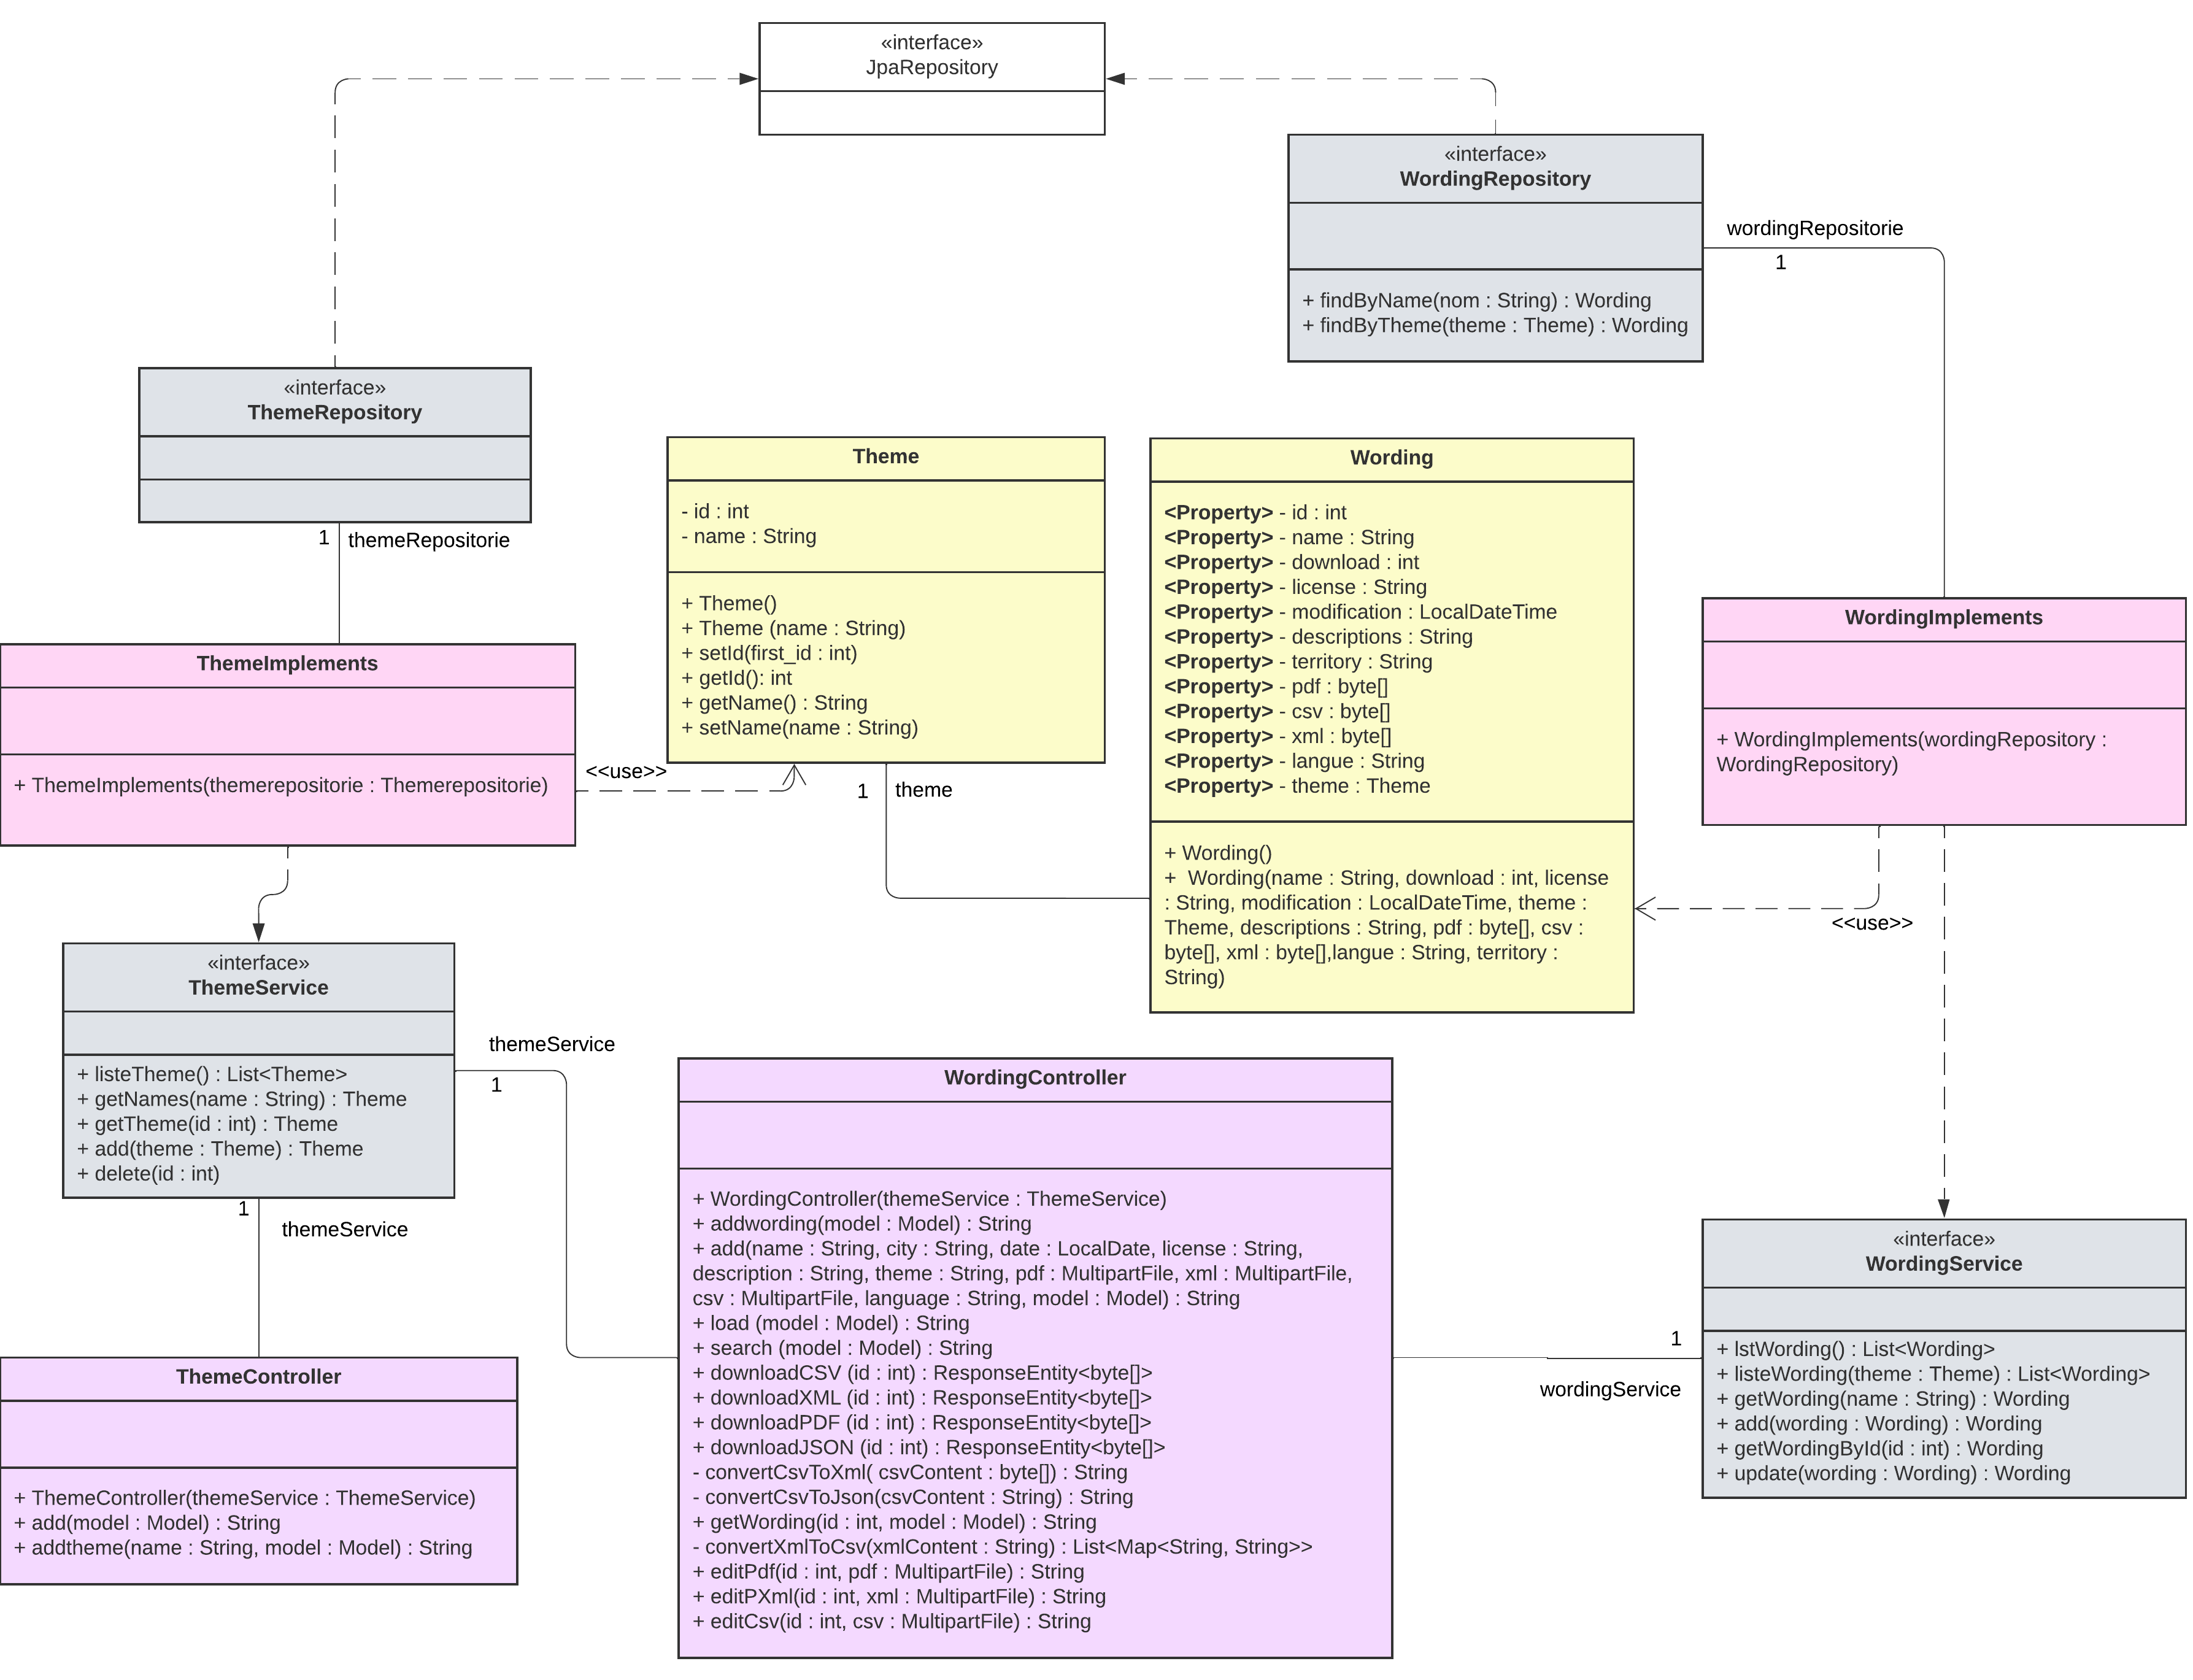 «interface»
JpaRepository
«interface»
WordingRepository
+ findByName(nom : String) : Wording
+ findByTheme(theme : Theme) : Wording
wordingRepositorie
1
«interface»
ThemeRepository
1
themeRepositorie
Theme
- id : int
- name : String
+ Theme()
+ Theme (name : String)
+ setId(first_id : int)
+ getId(): int
+ getName() : String
+ setName(name : String)
Wording
<Property> - id : int
<Property> - name : String
<Property> - download : int
<Property> - license : String
<Property> - modification : LocalDateTime
<Property> - descriptions : String
<Property> - territory : String
<Property> - pdf : byte[]
<Property> - csv : byte[]
<Property> - xml : byte[]
<Property> - langue : String
<Property> - theme : Theme
+ Wording()
+  Wording(name : String, download : int, license
: String, modification : LocalDateTime, theme :
Theme, descriptions : String, pdf : byte[], csv :
byte[], xml : byte[],langue : String, territory :
String)
WordingImplements
+ WordingImplements(wordingRepository :
WordingRepository)
ThemeImplements
+ ThemeImplements(themerepositorie : Themerepositorie)
<<use>>
1
theme
<<use>>
«interface»
ThemeService
+ listeTheme() : List<Theme>
+ getNames(name : String) : Theme
+ getTheme(id : int) : Theme
+ add(theme : Theme) : Theme
+ delete(id : int)
themeService
1
1
themeService
WordingController
+ WordingController(themeService : ThemeService)
+ addwording(model : Model) : String
+ add(name : String, city : String, date : LocalDate, license : String,
description : String, theme : String, pdf : MultipartFile, xml : MultipartFile,
csv : MultipartFile, language : String, model : Model) : String
+ load (model : Model) : String
+ search (model : Model) : String
+ downloadCSV (id : int) : ResponseEntity<byte[]>
+ downloadXML (id : int) : ResponseEntity<byte[]>
+ downloadPDF (id : int) : ResponseEntity<byte[]>
+ downloadJSON (id : int) : ResponseEntity<byte[]>
- convertCsvToXml( csvContent : byte[]) : String
- convertCsvToJson(csvContent : String) : String
+ getWording(id : int, model : Model) : String
- convertXmlToCsv(xmlContent : String) : List<Map<String, String>>
+ editPdf(id : int, pdf : MultipartFile) : String
+ editPXml(id : int, xml : MultipartFile) : String
+ editCsv(id : int, csv : MultipartFile) : String
1
wordingService
«interface»
WordingService
+ lstWording() : List<Wording>
+ listeWording(theme : Theme) : List<Wording>
+ getWording(name : String) : Wording
+ add(wording : Wording) : Wording
+ getWordingById(id : int) : Wording
+ update(wording : Wording) : Wording
ThemeController
+ ThemeController(themeService : ThemeService)
+ add(model : Model) : String
+ addtheme(name : String, model : Model) : String